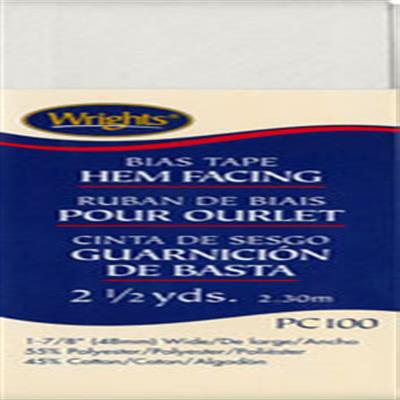 Wrights®
BIAS TAPE
HEM FACING
RUBAN DE BIAIS
POUR OURLET
CINTA DE SESGO
GUARNICIÓN
DE BASTA
2 1/2 yds. 2.30m
PC100
1-7/8" (48mm) Wide/De large/Ancho
55% Polyester/Polyester/Poliéster
45% Cotton/Coton/Algodón